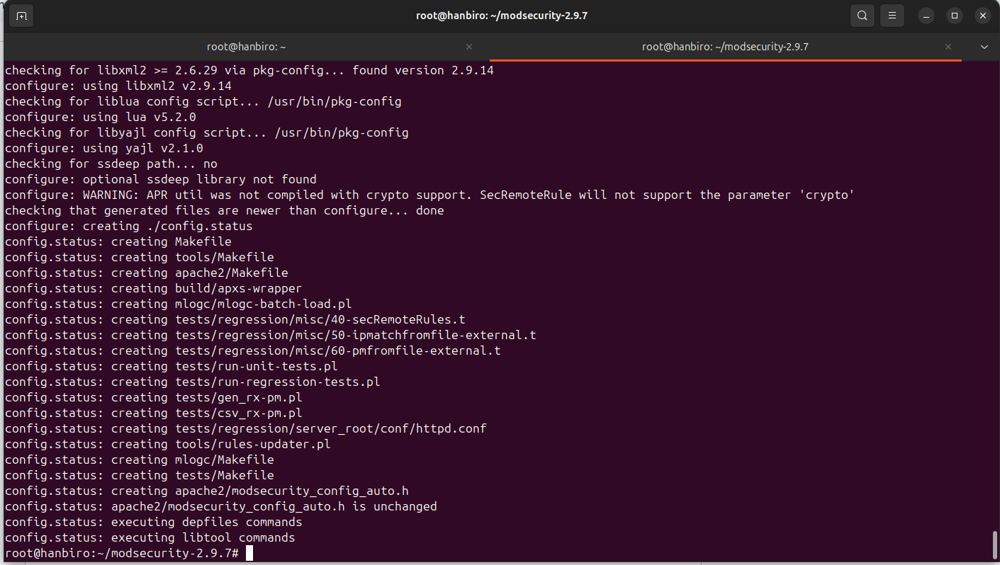 root@hanbiro: ~/modsecurity-2.9.7
root@hanbiro: ~
root@hanbiro: ~/modsecurity-2.9.7
checking for libxml2 >= 2.6.29 via pkg-config... found version 2.9.14
configure: using libxml2 v2.9.14
checking for liblua config script... /usr/bin/pkg-config
configure: using lua v5.2.0
checking for libyajl config script... /usr/bin/pkg-config
configure: using yajl v2.1.0
checking for ssdeep path... no
configure: optional ssdeep library not found
configure: WARNING: APR util was not compiled with crypto support. SecRemoteRule will not support the parameter 'crypto'
checking that generated files are newer than configure... done
configure: creating ./config.status
config.status: creating Makefile
config.status: creating tools/Makefile
config.status: creating apache2/Makefile
config.status: creating build/apxs-wrapper
config.status: creating mlogc/mlogc-batch-load.pl
config.status: creating tests/regression/misc/40-secRemoteRules.t
config.status: creating tests/regression/misc/50-ipmatchfromfile-external.t
config.status: creating tests/regression/misc/60-pmfromfile-external.t
config.status: creating tests/run-unit-tests.pl
config.status: creating tests/run-regression-tests.pl
config.status: creating tests/gen_rx-pm.pl
config.status: creating tests/csv_rx-pm.pl
config.status: creating tests/regression/server_root/conf/httpd.conf
config.status: creating tools/rules-updater.pl
config.status: creating mlogc/Makefile
config.status: creating tests/Makefile
config.status: creating apache2/modsecurity_config_auto.h
config.status: apache2/modsecurity_config_auto.h is unchanged
config.status: executing depfiles commands
config.status: executing libtool commands
root@hanbiro:~/modsecurity-2.9.7#